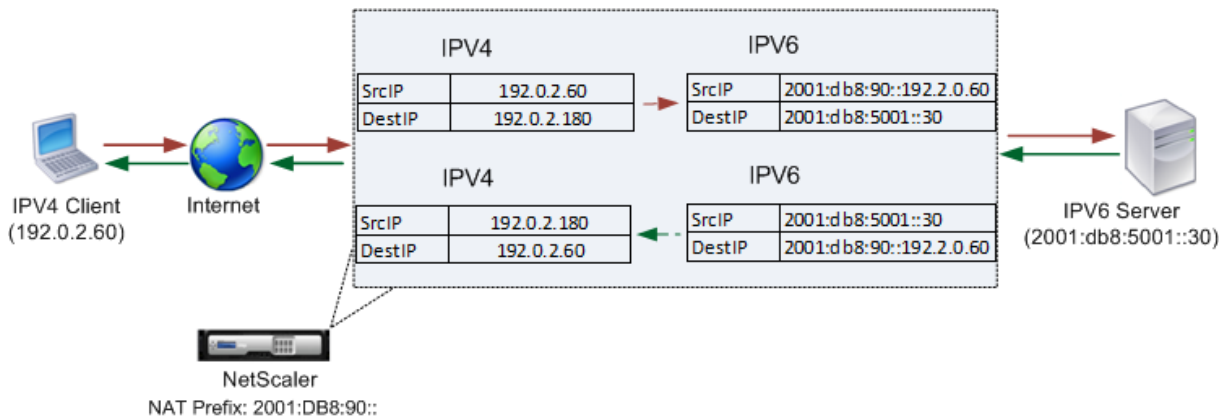 IPV4 IPV6
SrcIP 192.0.2.60 SrcIP 2001:db8:90::192.2.0.60
DestIP 192.0.2.180 DestIP 2001:db8:5001::30
IPV4 IPV6
SrcIP 192.0.2.180 SrcIP 2001:db8:5001::30
DestIP 192.0.2.60 DestIP 2001:db8:90::192.2.0.60
IPV4 Client
(192.0.2.60)
Internet
IPV6 Server
(2001:db8:5001::30)
NetScaler
NAT Prefix: 2001:DB8:90::